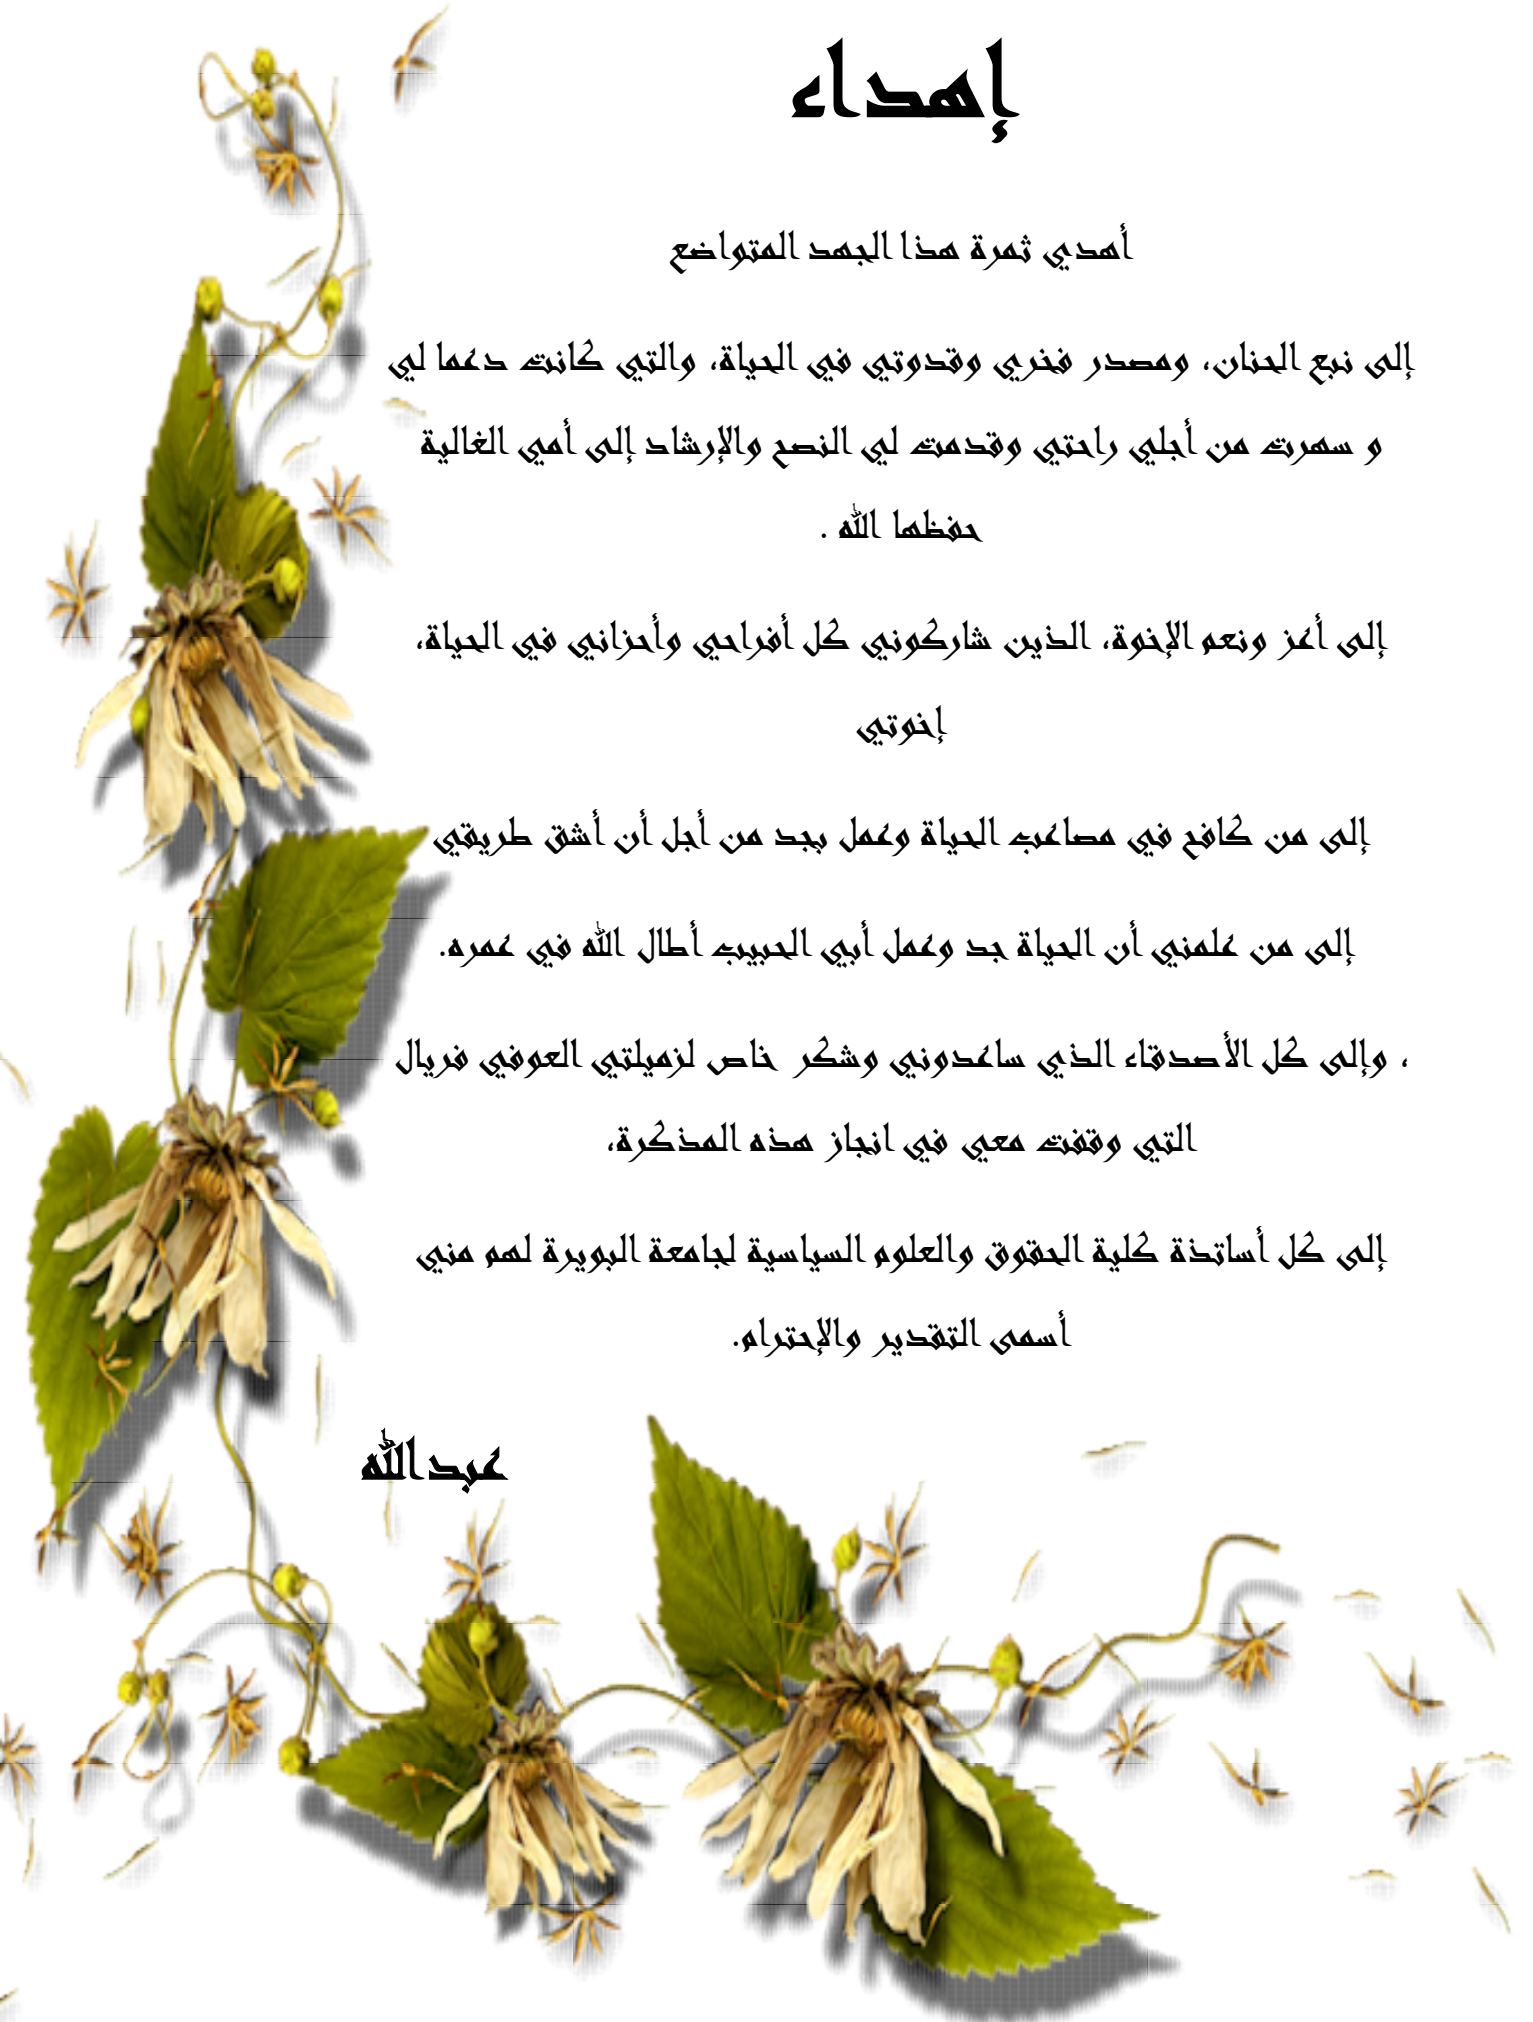 إهداء
أهدي ثمرة هذا الجهد المتواضع
إلى نبع الحنان، ومصدر فخري وقدوتي في الحياة، والتي كانت دعما لي
و سهرت من أجلي راحتي وقدمت لي النصح والإرشاد إلى أمي الغالية
حفظها الله .
إلى أعز ونعم الإخوة، الذين شاركوني كل أفراحي وأحزاني في الحياة،
إخوتي
إلى من كافح في مصاعب الحياة وعمل بجد من أجل أن أشق طريقي
إلى من علمني أن الحياة جد وعمل أبي الحبيب أطال الله في عمره.
، وإلى كل الأصدقاء الذي ساعدوني وشكر خاص لزميلتي العوفي فريال
التي وقفت معي في انجاز هذه المذكرة،
إلى كل أساتذة كلية الحقوق والعلوم السياسية لجامعة البويرة لهم مني
أسمى التقدير والإحترام.
عبدالله